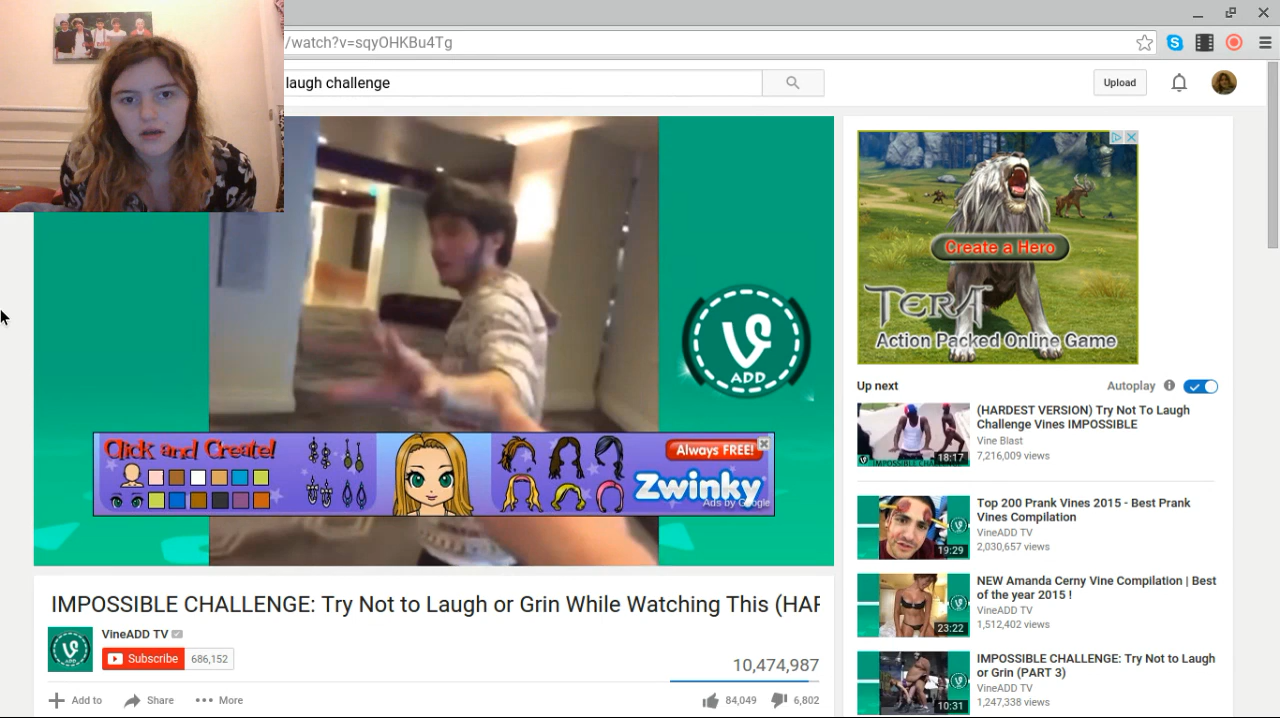 /watch?v=sqyOHKBu4Tg
laugh challenge
Upload
ADD
Click and Create!
Always FREE!
Zwinky
Ads by Google
IMPOSSIBLE CHALLENGE: Try Not to Laugh or Grin While Watching This (HAR
VineADD TV
Subscribe 686,152
10,474,987
Add to Share More
84,049 6,802
Create a Hero
TERA
Action Packed Online Game
Up next
Autoplay
(HARDEST VERSION) Try Not To Laugh
Challenge Vines IMPOSSIBLE
Vine Blast
7,216,009 views
IMPOSSIBLE CHALLENGE
18:17
Top 200 Prank Vines 2015 - Best Prank
Vines Compilation
VineADD TV
2,030,657 views
19:29
NEW Amanda Cerny Vine Compilation | Best
of the year 2015 !
VineADD TV
1,512,402 views
23:22
IMPOSSIBLE CHALLENGE: Try Not to Laugh
or Grin (PART 3)
VineADD TV
1,247,338 views
10:31